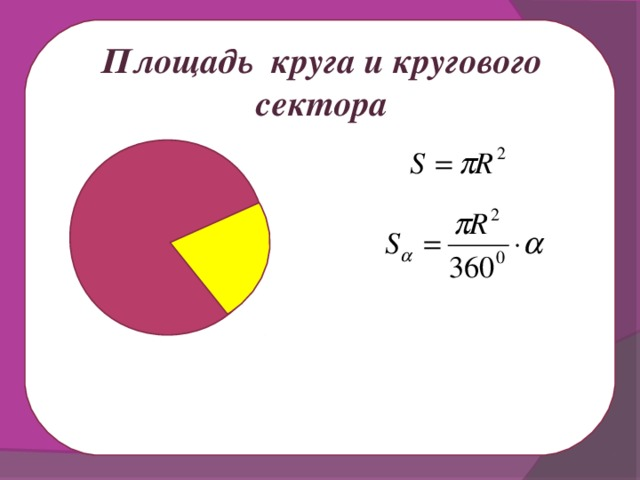 Площадь круга и кругового
сектора
S = πR²
Sα = πR² / 360⁰ · α